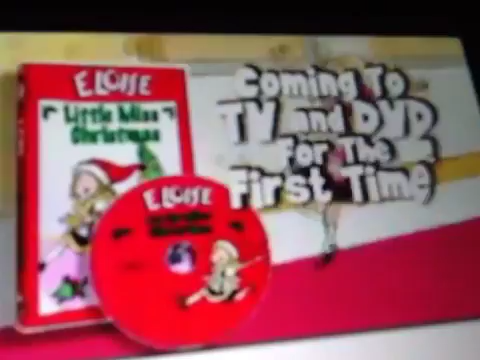 ELOISE
Little Miss
Christmas
ELOISE
Coming To
TV and DVD
For The
First Time